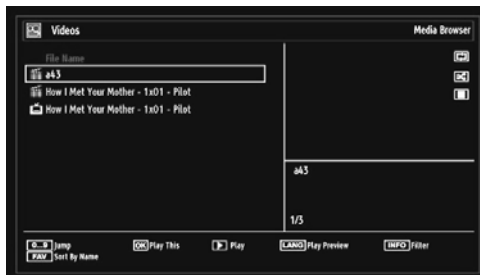 Videos
Media Browser
File Name
a43
How I Met Your Mother - 1x01 - Pilot
How I Met Your Mother - 1x01 - Pilot
a43
1/3
0...9 Jump
OK Play This
Play
LANG Play Preview
INFO Filter
FAV Sort By Name